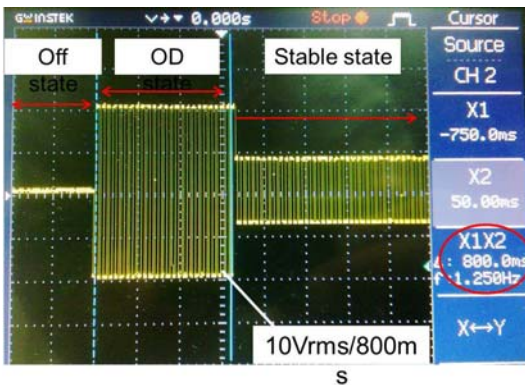 GWINSTEK 0.000s Stop Cursor
Source
CH 2
X1
-750.0ms
X2
50.00ms
X1X2
Δ: 800.0ms
f:1.250Hz
X↔Y
Off
state
OD
state
Stable state
10Vrms/800m
s